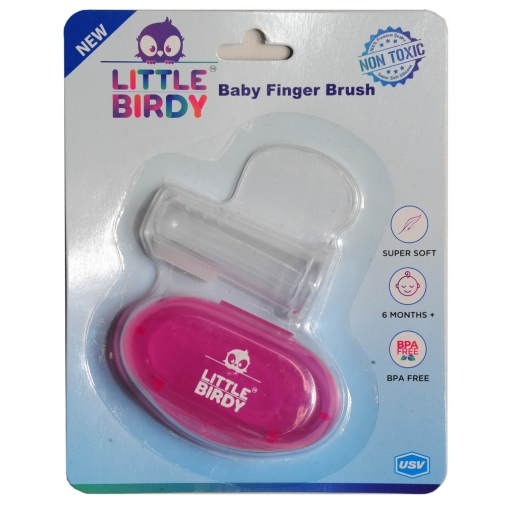 NEW
LITTLE
BIRDY
TM
Baby Finger Brush
NON TOXIC
SUPER SOFT
6 MONTHS +
BPA
FREE
BPA FREE
LITTLE
BIRDY
USV